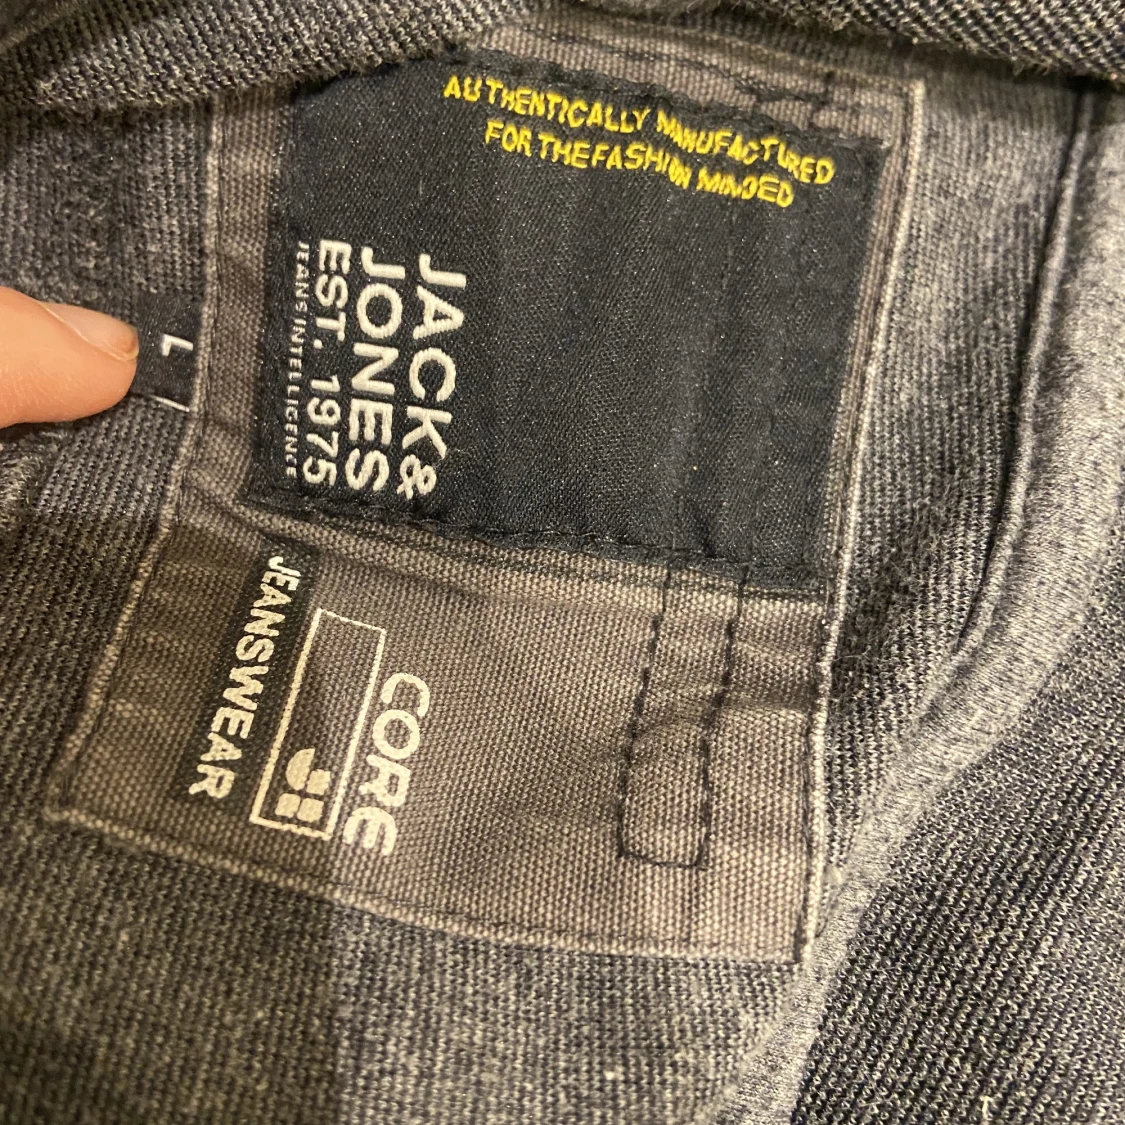 AUTHENTICALLY MANUFACTURED
FOR THE FASHION MINDED
JACK&
JONES
EST. 1975
JEANS INTELLIGENCE
L
CORE
JEANSWEAR